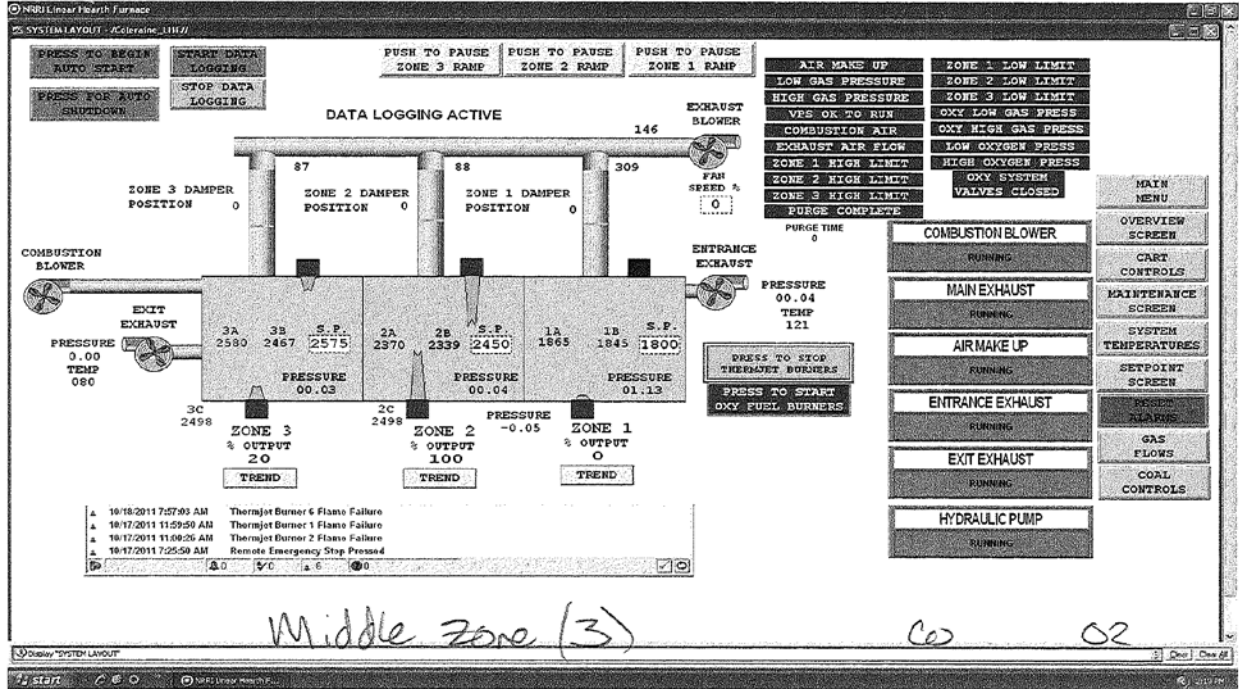 NRRI Linear Hearth Furnace
SYSTEM LAYOUT - /Coleraine_LHF//
PRESS TO BEGIN
AUTO START
START DATA
LOGGING
PRESS FOR AUTO
SHUTDOWN
STOP DATA
LOGGING
PUSH TO PAUSE
ZONE 3 RAMP
PUSH TO PAUSE
ZONE 2 RAMP
PUSH TO PAUSE
ZONE 1 RAMP
DATA LOGGING ACTIVE
AIR MAKE UP
LOW GAS PRESSURE
HIGH GAS PRESSURE
VPS OK TO RUN
COMBUSTION AIR
EXHAUST AIR FLOW
ZONE 1 HIGH LIMIT
ZONE 2 HIGH LIMIT
ZONE 3 HIGH LIMIT
PURGE COMPLETE
PURGE TIME
0
ZONE 1 LOW LIMIT
ZONE 2 LOW LIMIT
ZONE 3 LOW LIMIT
OXY LOW GAS PRESS
OXY HIGH GAS PRESS
LOW OXYGEN PRESS
HIGH OXYGEN PRESS
OXY SYSTEM
VALVES CLOSED
EXHAUST
BLOWER
146
87
88
309
FAN
SPEED %
0
ZONE 3 DAMPER
POSITION 0
ZONE 2 DAMPER
POSITION 0
ZONE 1 DAMPER
POSITION 0
COMBUSTION
BLOWER
EXIT
EXHAUST
PRESSURE
0.00
TEMP
080
ENTRANCE
EXHAUST
PRESSURE
00.04
TEMP
121
3A
2580
3B
2467
S.P.
2575
2A
2370
2B
2339
S.P.
2450
1A
1865
1B
1845
S.P.
1800
PRESSURE
00.03
PRESSURE
00.04
PRESSURE
01.13
3C
2498
2C
2498
PRESSURE
-0.05
ZONE 3
% OUTPUT
20
TREND
ZONE 2
% OUTPUT
100
TREND
ZONE 1
% OUTPUT
0
TREND
PRESS TO STOP
THERMJET BURNERS
PRESS TO START
OXY FUEL BURNERS
COMBUSTION BLOWER
RUNNING
MAIN EXHAUST
RUNNING
AIR MAKE UP
RUNNING
ENTRANCE EXHAUST
RUNNING
EXIT EXHAUST
RUNNING
HYDRAULIC PUMP
RUNNING
MAIN
MENU
OVERVIEW
SCREEN
CART
CONTROLS
MAINTENANCE
SCREEN
SYSTEM
TEMPERATURES
SETPOINT
SCREEN
RESET
ALARMS
GAS
FLOWS
COAL
CONTROLS
10/18/2011 7:57:03 AM Thermjet Burner 6 Flame Failure
10/17/2011 11:59:50 AM Thermjet Burner 1 Flame Failure
10/17/2011 11:00:26 AM Thermjet Burner 2 Flame Failure
10/17/2011 7:25:50 AM Remote Emergency Stop Pressed
0 0 6 0
Middle zone (3) CO O2
Display "SYSTEM LAYOUT"
Clear Clear All
start
NRRI Linear Hearth F...
2:19 PM